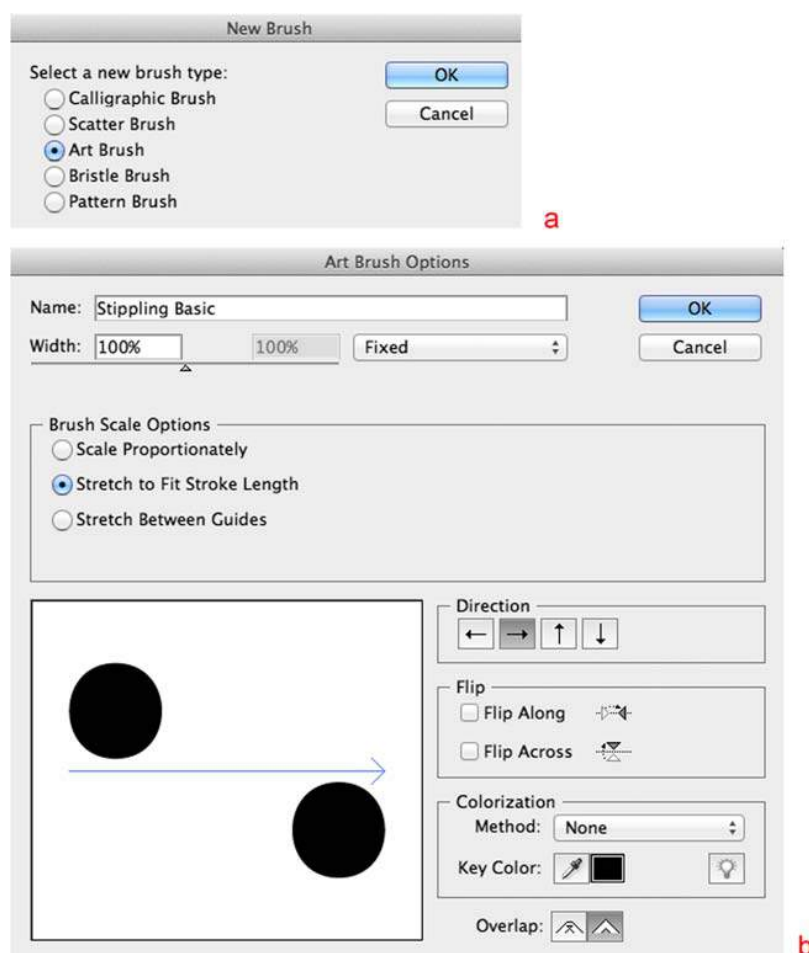 New Brush
Select a new brush type:
Calligraphic Brush
Scatter Brush
Art Brush
Bristle Brush
Pattern Brush
OK
Cancel
a
Art Brush Options
Name: Stippling Basic
OK
Width: 100% 100% Fixed
Cancel
Brush Scale Options
Scale Proportionately
Stretch to Fit Stroke Length
Stretch Between Guides
Direction
Flip
Flip Along
Flip Across
Colorization
Method: None
Key Color:
Overlap:
b